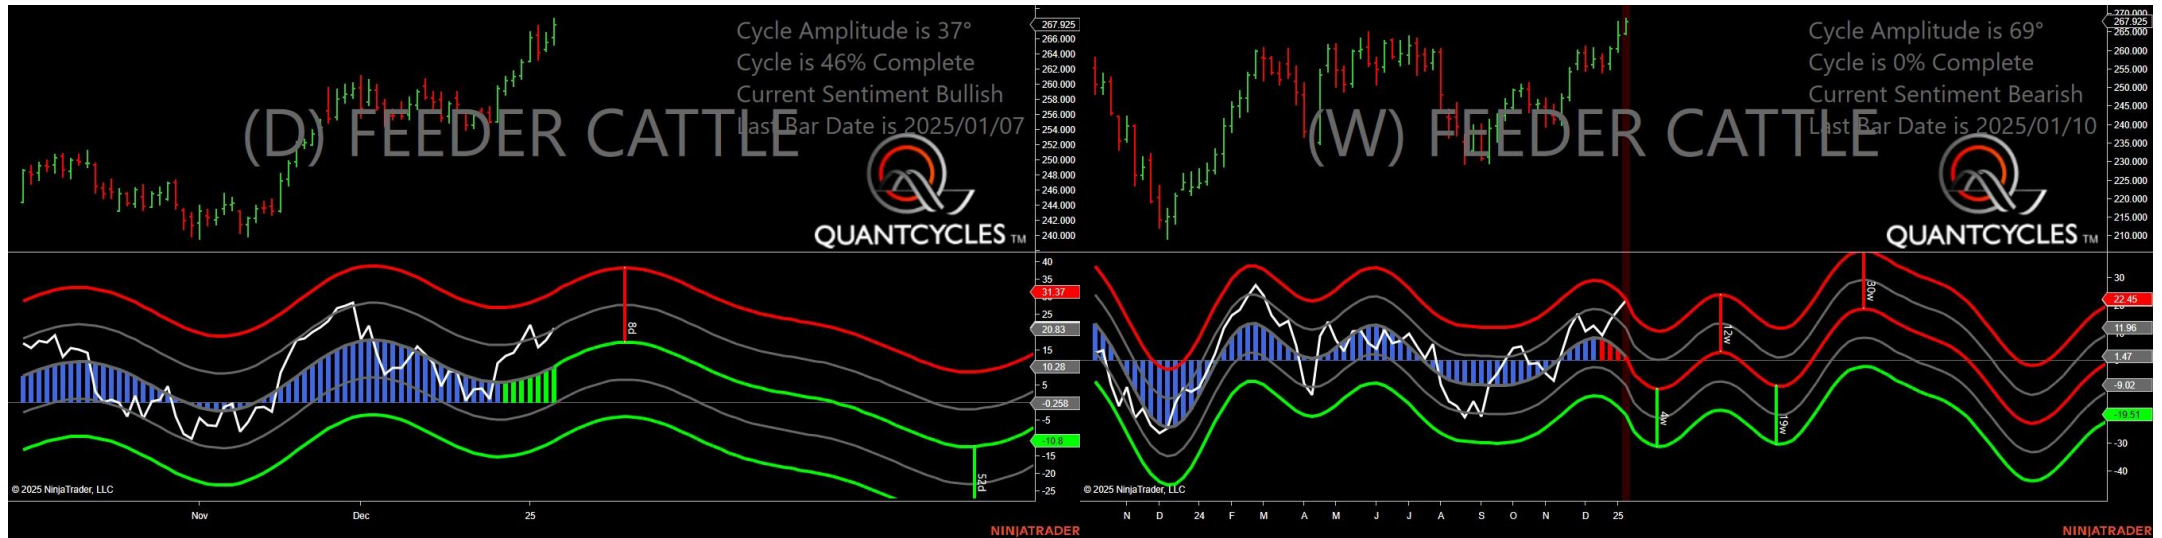 Cycle Amplitude is 37°
Cycle is 46% Complete
Current Sentiment Bullish
Last Bar Date is 2025/01/07
(D) FEEDER CATTLE
QUANTCYCLES TM
267.925
266.000
264.000
262.000
260.000
258.000
256.000
254.000
252.000
250.000
248.000
246.000
244.000
242.000
240.000
40
35
31.37
20.83
15
10.28
5
-0.258
-5
-10.8
-15
-20
-25
8d
52d
© 2025 NinjaTrader, LLC
Nov
Dec
25
NINJATRADER
Cycle Amplitude is 69°
Cycle is 0% Complete
Current Sentiment Bearish
Last Bar Date is 2025/01/10
(W) FEEDER CATTLE
QUANTCYCLES TM
270.000
267.925
265.000
260.000
255.000
250.000
245.000
240.000
235.000
230.000
225.000
220.000
215.000
210.000
30
22.45
11.96
1.47
-9.02
-19.51
-30
-40
4w
12w
19w
30w
© 2025 NinjaTrader, LLC
N
D
24
F
M
A
M
J
J
A
S
O
N
D
25
NINJATRADER